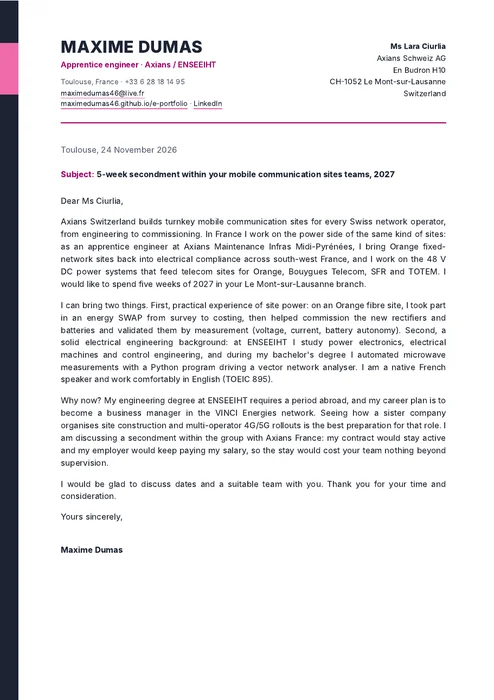 MAXIME DUMAS
Apprentice engineer · Axians / ENSEEIHT
Toulouse, France · +33 6 28 18 14 95
maximedumas46@live.fr
maximedumas46.github.io/e-portfolio · LinkedIn
Ms Lara Ciurlia
Axians Schweiz AG
En Budron H10
CH-1052 Le Mont-sur-Lausanne
Switzerland
Toulouse, 24 November 2026
Subject: 5-week secondment within your mobile communication sites teams, 2027
Dear Ms Ciurlia,
Axians Switzerland builds turnkey mobile communication sites for every Swiss network operator,
from engineering to commissioning. In France I work on the power side of the same kind of sites:
as an apprentice engineer at Axians Maintenance Infras Midi-Pyrénées, I bring Orange fixed-
network sites back into electrical compliance across south-west France, and I work on the 48 V
DC power systems that feed telecom sites for Orange, Bouygues Telecom, SFR and TOTEM. I
would like to spend five weeks of 2027 in your Le Mont-sur-Lausanne branch.
I can bring two things. First, practical experience of site power: on an Orange fibre site, I took part
in an energy SWAP from survey to costing, then helped commission the new rectifiers and
batteries and validated them by measurement (voltage, current, battery autonomy). Second, a
solid electrical engineering background: at ENSEEIHT I study power electronics, electrical
machines and control engineering, and during my bachelor's degree I automated microwave
measurements with a Python program driving a vector network analyser. I am a native French
speaker and work comfortably in English (TOEIC 895).
Why now? My engineering degree at ENSEEIHT requires a period abroad, and my career plan is to
become a business manager in the VINCI Energies network. Seeing how a sister company
organises site construction and multi-operator 4G/5G rollouts is the best preparation for that role. I
am discussing a secondment within the group with Axians France: my contract would stay active
and my employer would keep paying my salary, so the stay would cost your team nothing beyond
supervision.
I would be glad to discuss dates and a suitable team with you. Thank you for your time and
consideration.
Yours sincerely,
Maxime Dumas